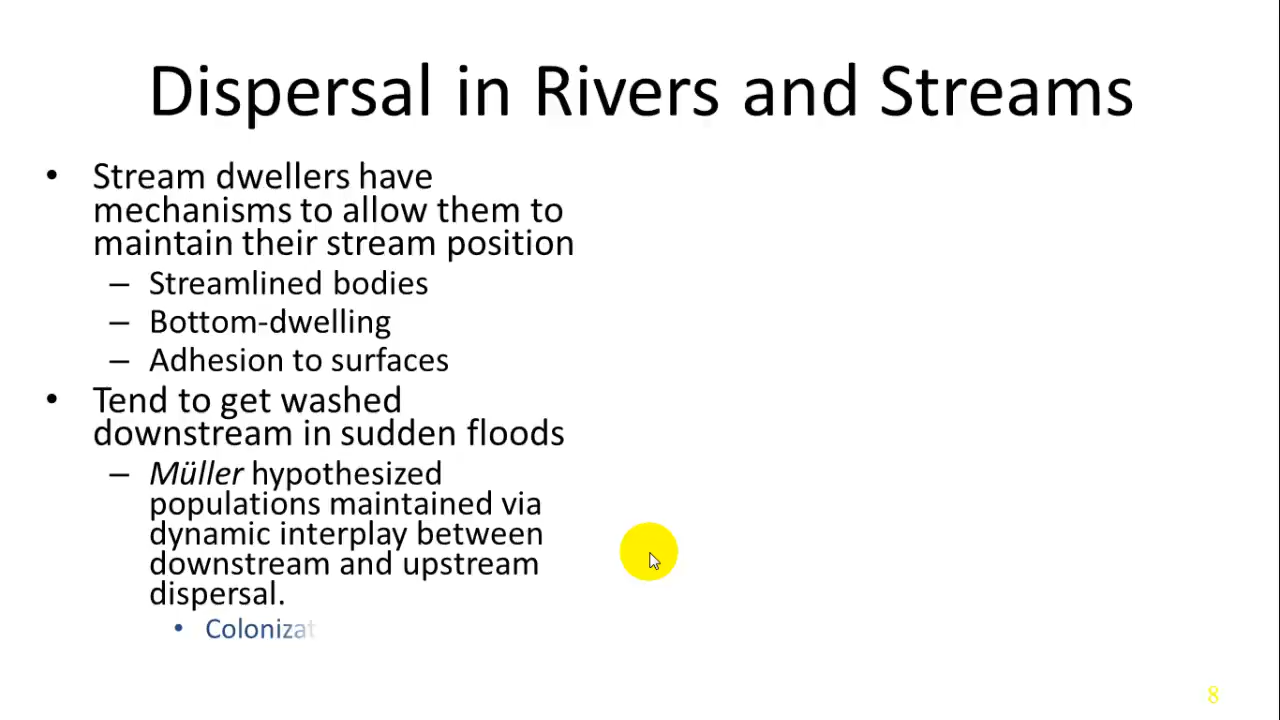 Dispersal in Rivers and Streams
• Stream dwellers have
mechanisms to allow them to
maintain their stream position
– Streamlined bodies
– Bottom-dwelling
– Adhesion to surfaces
• Tend to get washed
downstream in sudden floods
– Müller hypothesized
populations maintained via
dynamic interplay between
downstream and upstream
dispersal.
• Colonizat
8